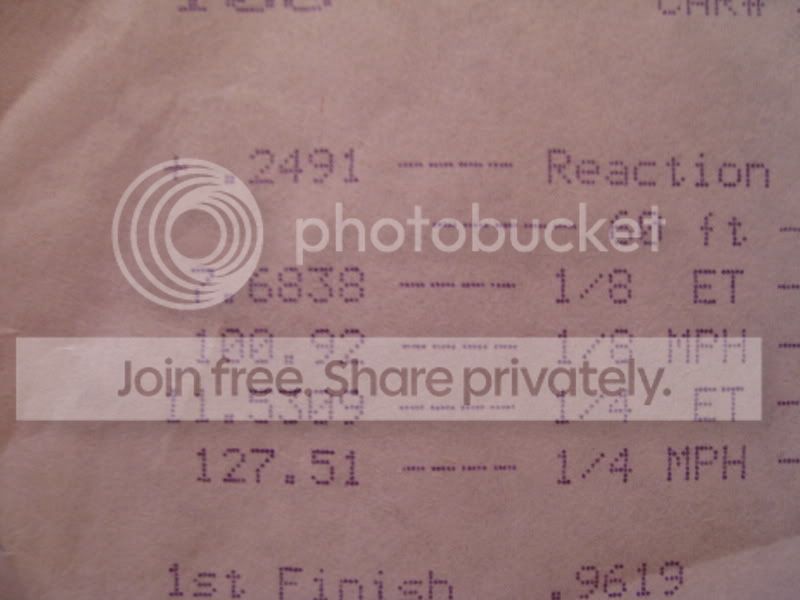 CAR#
+ .2491 ---- Reaction
---- 60 ft -
7.6838 ---- 1/8 ET -
100.92 ---- 1/8 MPH -
11.5309 ---- 1/4 ET -
127.51 ---- 1/4 MPH -
1st Finish .9619
photobucket
Join free. Share privately.